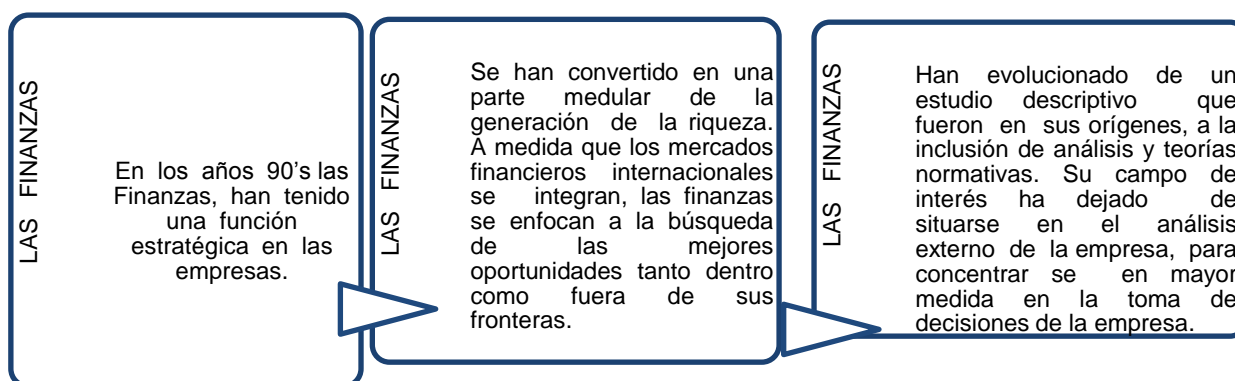 LAS FINANZAS
En los años 90's las
Finanzas, han tenido
una función
estratégica en las
empresas.
LAS FINANZAS
Se han convertido en una
parte medular de la
generación de la riqueza.
A medida que los mercados
financieros internacionales
se integran, las finanzas
se enfocan a la búsqueda
de las mejores
oportunidades tanto dentro
como fuera de sus
fronteras.
LAS FINANZAS
Han evolucionado de un
estudio descriptivo que
fueron en sus orígenes, a la
inclusión de análisis y teorías
normativas. Su campo de
interés ha dejado de
situarse en el análisis
externo de la empresa, para
concentrar se en mayor
medida en la toma de
decisiones de la empresa.